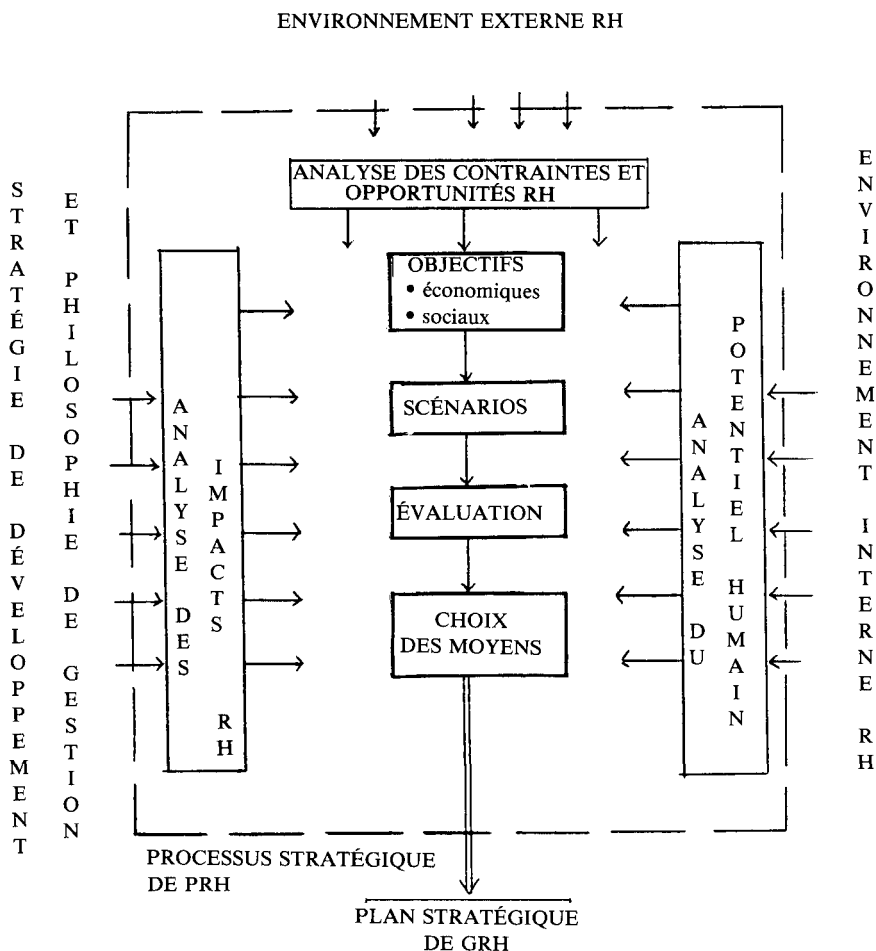 ENVIRONNEMENT EXTERNE RH
ANALYSE DES CONTRAINTES ET
OPPORTUNITÉS RH
STRATÉGIE DE DÉVELOPPEMENT
ET PHILOSOPHIE DE GESTION
ANALYSE DES
IMPACTS RH
OBJECTIFS
• économiques
• sociaux
SCÉNARIOS
ÉVALUATION
CHOIX
DES MOYENS
ANALYSE DU
POTENTIEL HUMAIN
ENVIRONNEMENT INTERNE RH
PROCESSUS STRATÉGIQUE
DE PRH
PLAN STRATÉGIQUE
DE GRH